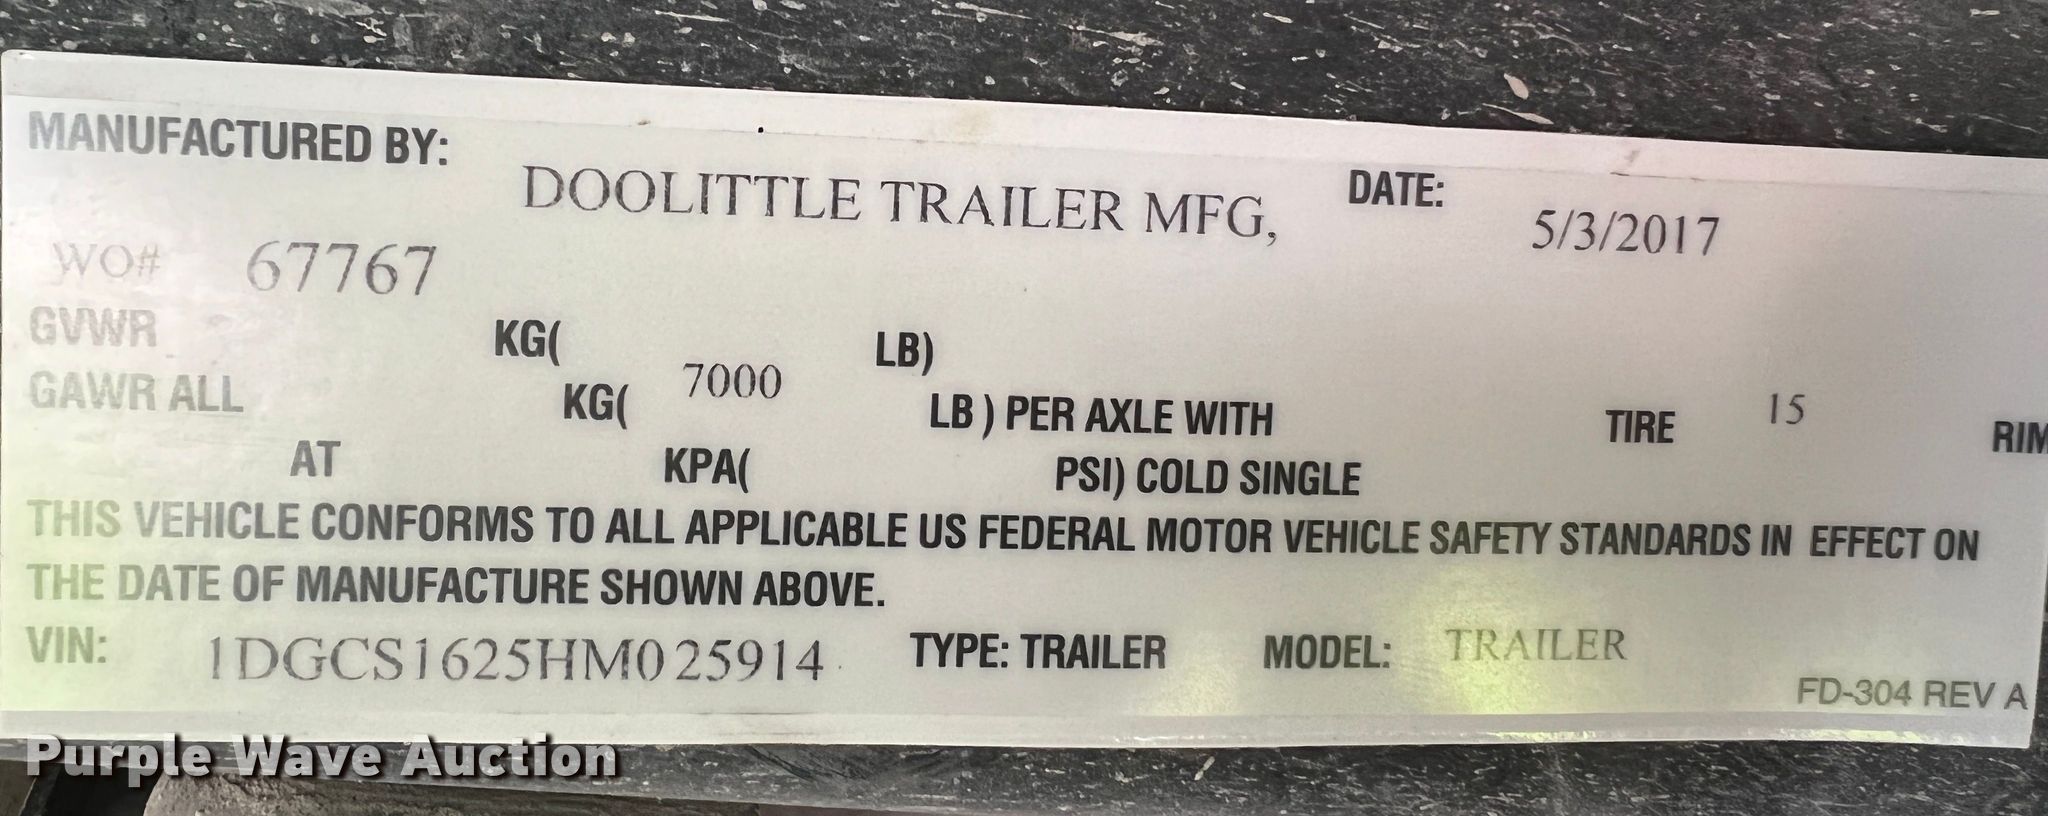 MANUFACTURED BY: DOOLITTLE TRAILER MFG, DATE: 5/3/2017
WO# 67767
GVWR KG( LB)
GAWR ALL KG( 7000 LB ) PER AXLE WITH TIRE 15 RIM
AT KPA( PSI) COLD SINGLE
THIS VEHICLE CONFORMS TO ALL APPLICABLE US FEDERAL MOTOR VEHICLE SAFETY STANDARDS IN EFFECT ON
THE DATE OF MANUFACTURE SHOWN ABOVE.
VIN: 1DGCS1625HM025914 TYPE: TRAILER MODEL: TRAILER
FD-304 REV A
Purple Wave Auction